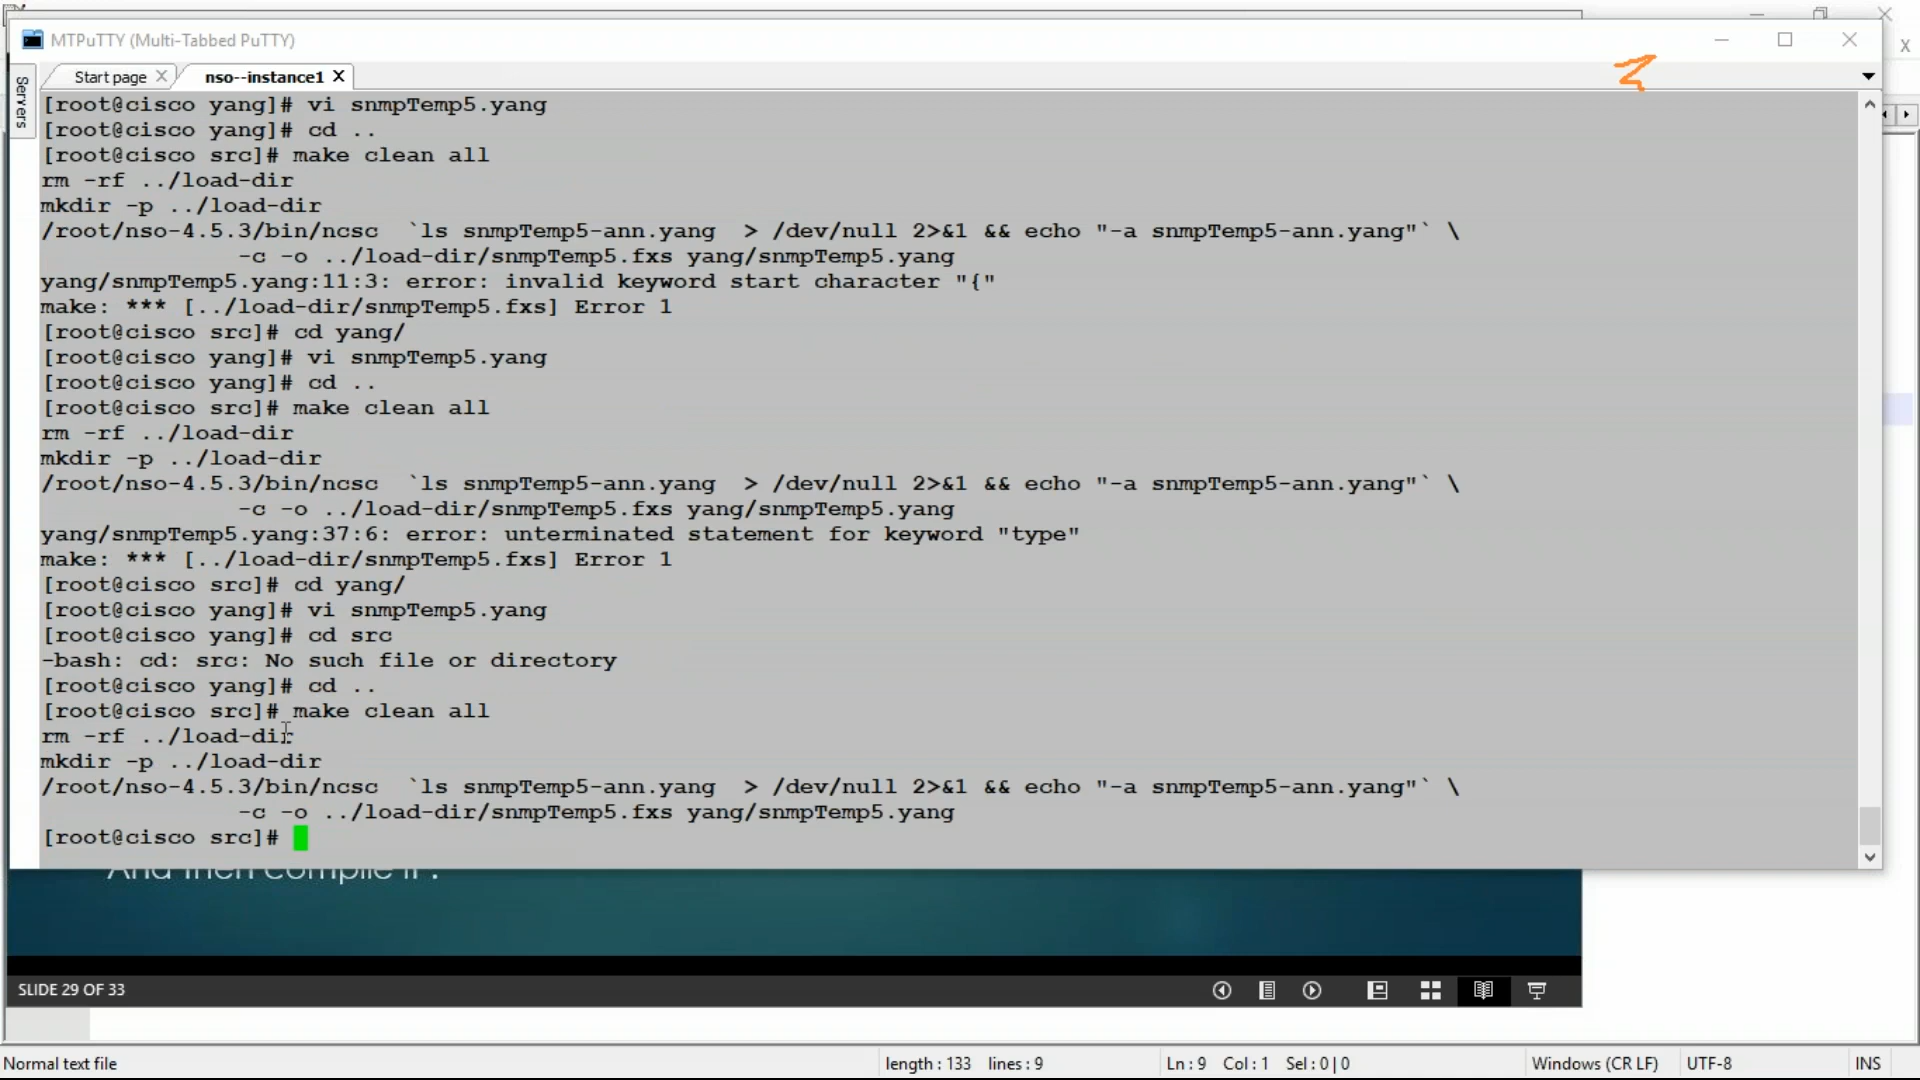 MTPuTTY (Multi-Tabbed PuTTY)
Start page nso--instance1
Servers
[root@cisco yang]# vi snmpTemp5.yang
[root@cisco yang]# cd ..
[root@cisco src]# make clean all
rm -rf ../load-dir
mkdir -p ../load-dir
/root/nso-4.5.3/bin/ncsc `ls snmpTemp5-ann.yang > /dev/null 2>&1 && echo "-a snmpTemp5-ann.yang"` \
-c -o ../load-dir/snmpTemp5.fxs yang/snmpTemp5.yang
yang/snmpTemp5.yang:11:3: error: invalid keyword start character "{"
make: *** [../load-dir/snmpTemp5.fxs] Error 1
[root@cisco src]# cd yang/
[root@cisco yang]# vi snmpTemp5.yang
[root@cisco yang]# cd ..
[root@cisco src]# make clean all
rm -rf ../load-dir
mkdir -p ../load-dir
/root/nso-4.5.3/bin/ncsc `ls snmpTemp5-ann.yang > /dev/null 2>&1 && echo "-a snmpTemp5-ann.yang"` \
-c -o ../load-dir/snmpTemp5.fxs yang/snmpTemp5.yang
yang/snmpTemp5.yang:37:6: error: unterminated statement for keyword "type"
make: *** [../load-dir/snmpTemp5.fxs] Error 1
[root@cisco src]# cd yang/
[root@cisco yang]# vi snmpTemp5.yang
[root@cisco yang]# cd src
-bash: cd: src: No such file or directory
[root@cisco yang]# cd ..
[root@cisco src]# make clean all
rm -rf ../load-dir
mkdir -p ../load-dir
/root/nso-4.5.3/bin/ncsc `ls snmpTemp5-ann.yang > /dev/null 2>&1 && echo "-a snmpTemp5-ann.yang"` \
-c -o ../load-dir/snmpTemp5.fxs yang/snmpTemp5.yang
[root@cisco src]#
And then compile it.
SLIDE 29 OF 33
Normal text file length : 133 lines : 9 Ln : 9 Col : 1 Sel : 0 | 0 Windows (CR LF) UTF-8 INS